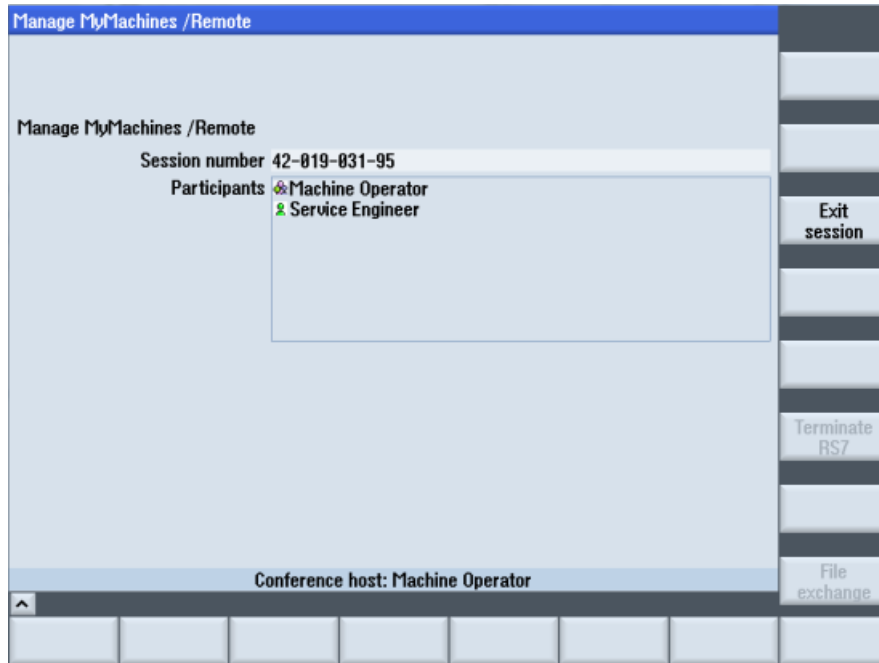 Manage MyMachines /Remote
Manage MyMachines /Remote
Session number 42-019-031-95
Participants Machine Operator
Service Engineer
Exit
session
Terminate
RS7
File
exchange
Conference host: Machine Operator